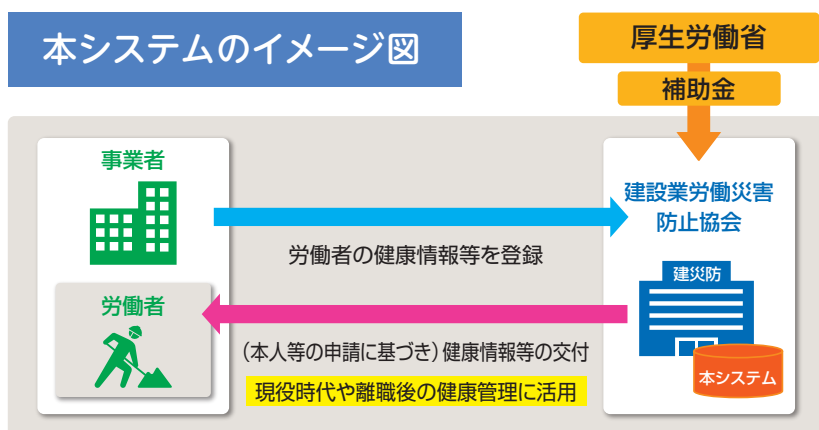 本システムのイメージ図
厚生労働省
補助金
事業者
建設業労働災害
防止協会
労働者の健康情報等を登録
建災防
労働者
(本人等の申請に基づき)健康情報等の交付
本システム
現役時代や離職後の健康管理に活用